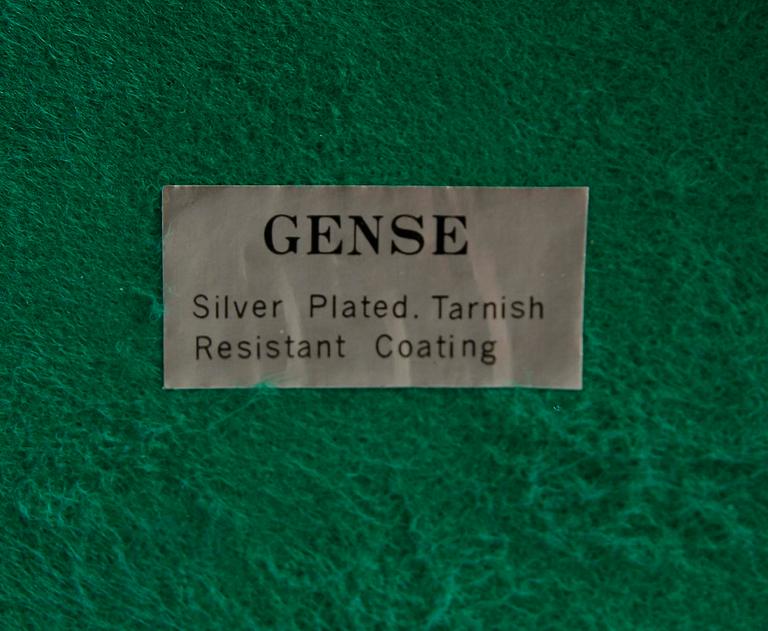 GENSE
Silver Plated. Tarnish
Resistant Coating